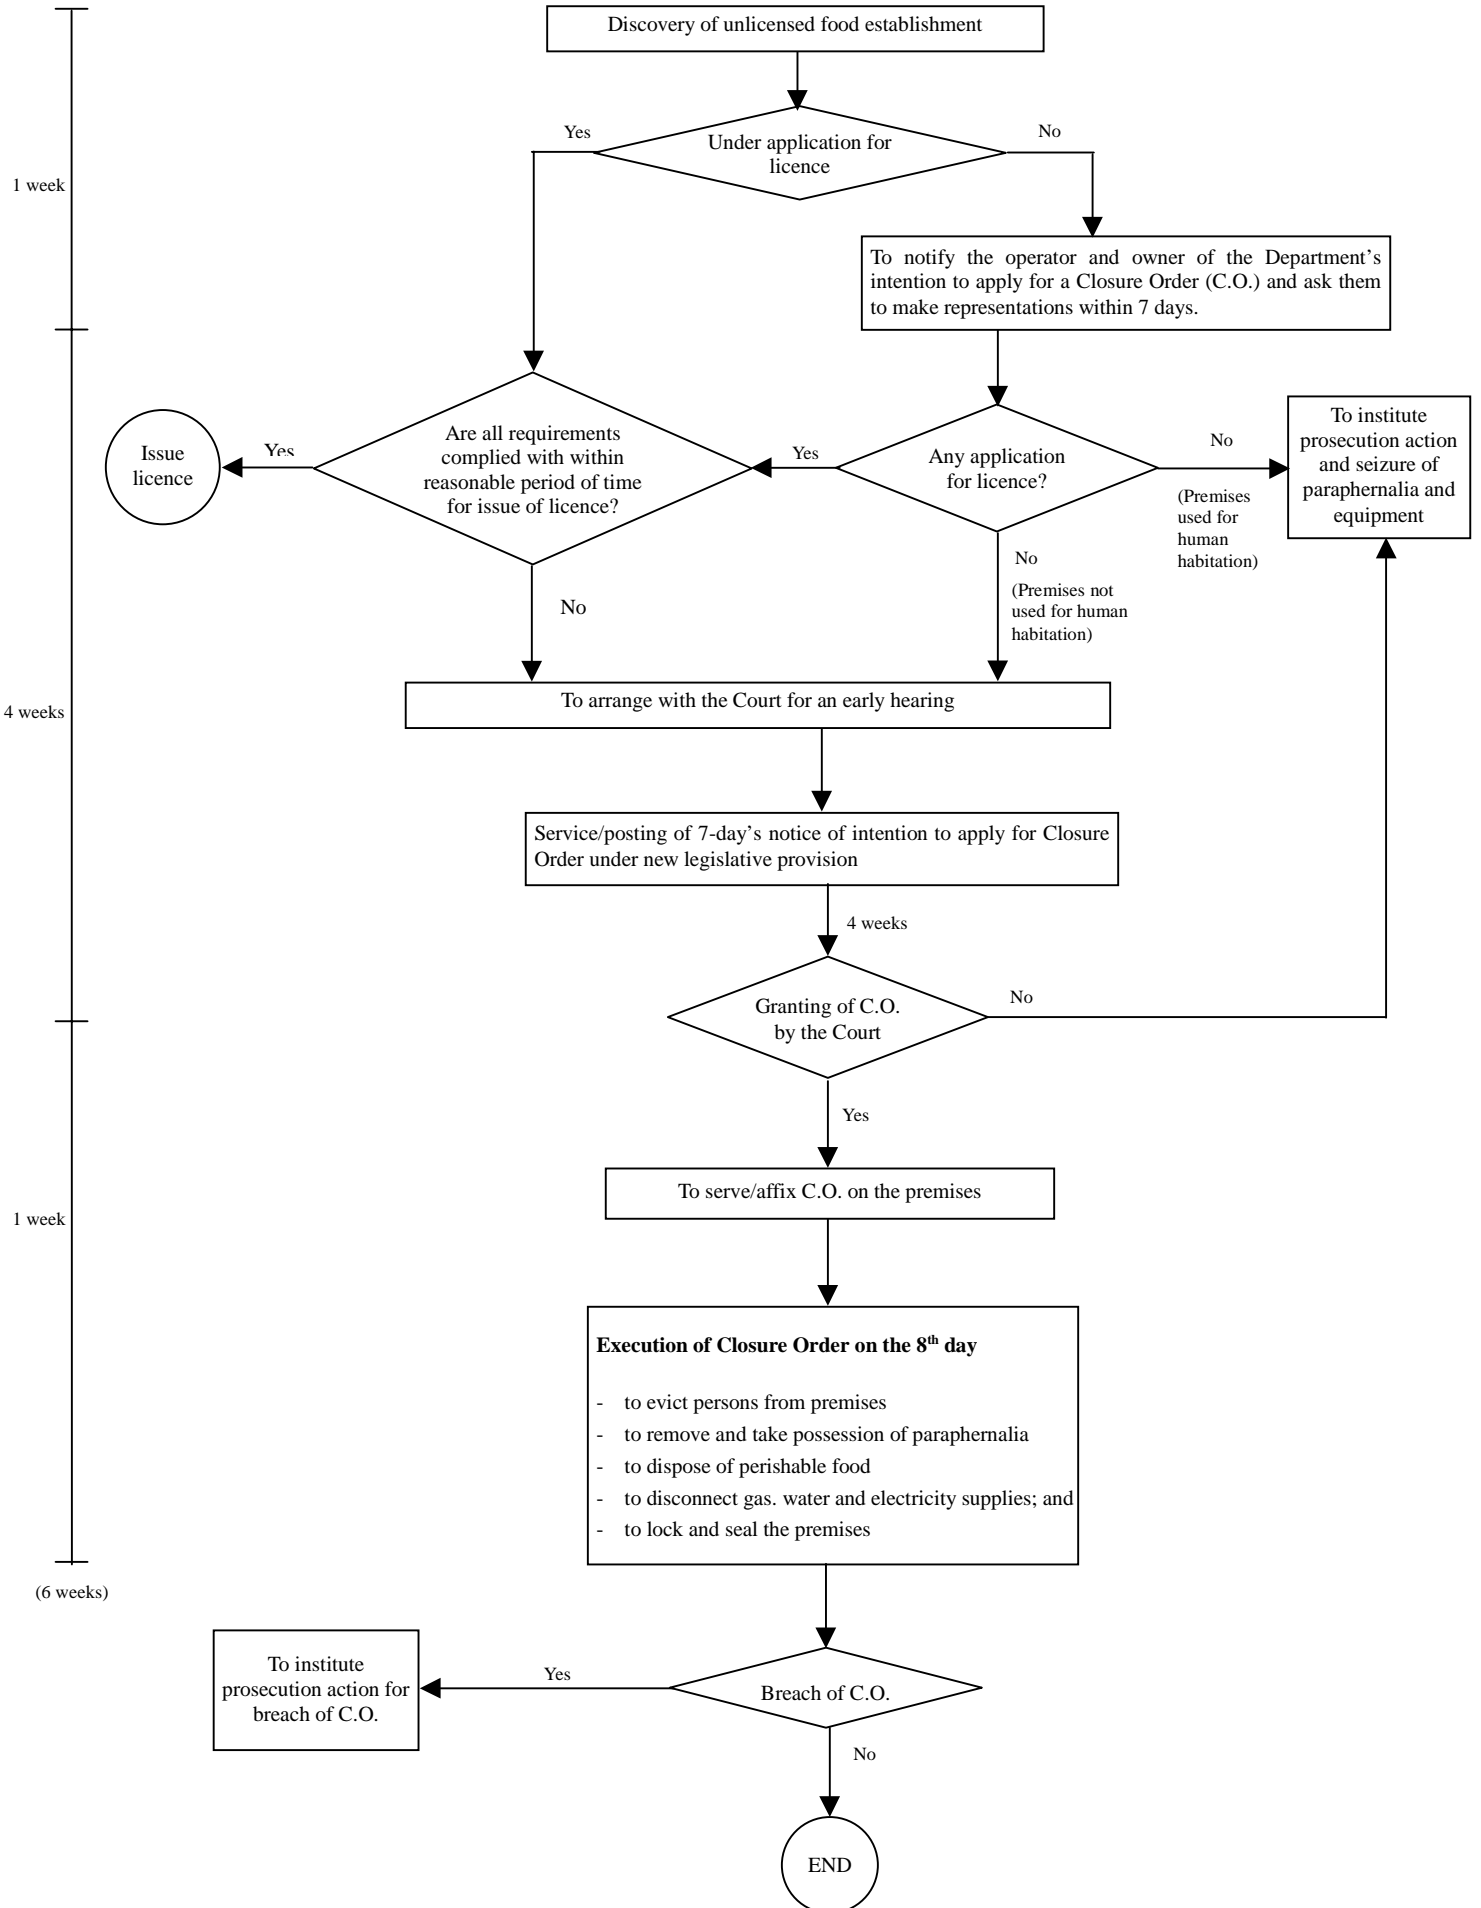 Discovery of unlicensed food establishment
Yes
No
Under application for
licence
1 week
To notify the operator and owner of the Department’s
intention to apply for a Closure Order (C.O.) and ask them
to make representations within 7 days.
Issue
licence
Yes
Are all requirements
complied with within
reasonable period of time
for issue of licence?
Yes
Any application
for licence?
No
(Premises
used for
human
habitation)
To institute
prosecution action
and seizure of
paraphernalia and
equipment
No
No
(Premises not
used for human
habitation)
4 weeks
To arrange with the Court for an early hearing
Service/posting of 7-day’s notice of intention to apply for Closure
Order under new legislative provision
4 weeks
Granting of C.O.
by the Court
No
Yes
To serve/affix C.O. on the premises
1 week
Execution of Closure Order on the 8th day
- to evict persons from premises
- to remove and take possession of paraphernalia
- to dispose of perishable food
- to disconnect gas. water and electricity supplies; and
- to lock and seal the premises
(6 weeks)
To institute
prosecution action for
breach of C.O.
Yes
Breach of C.O.
No
END